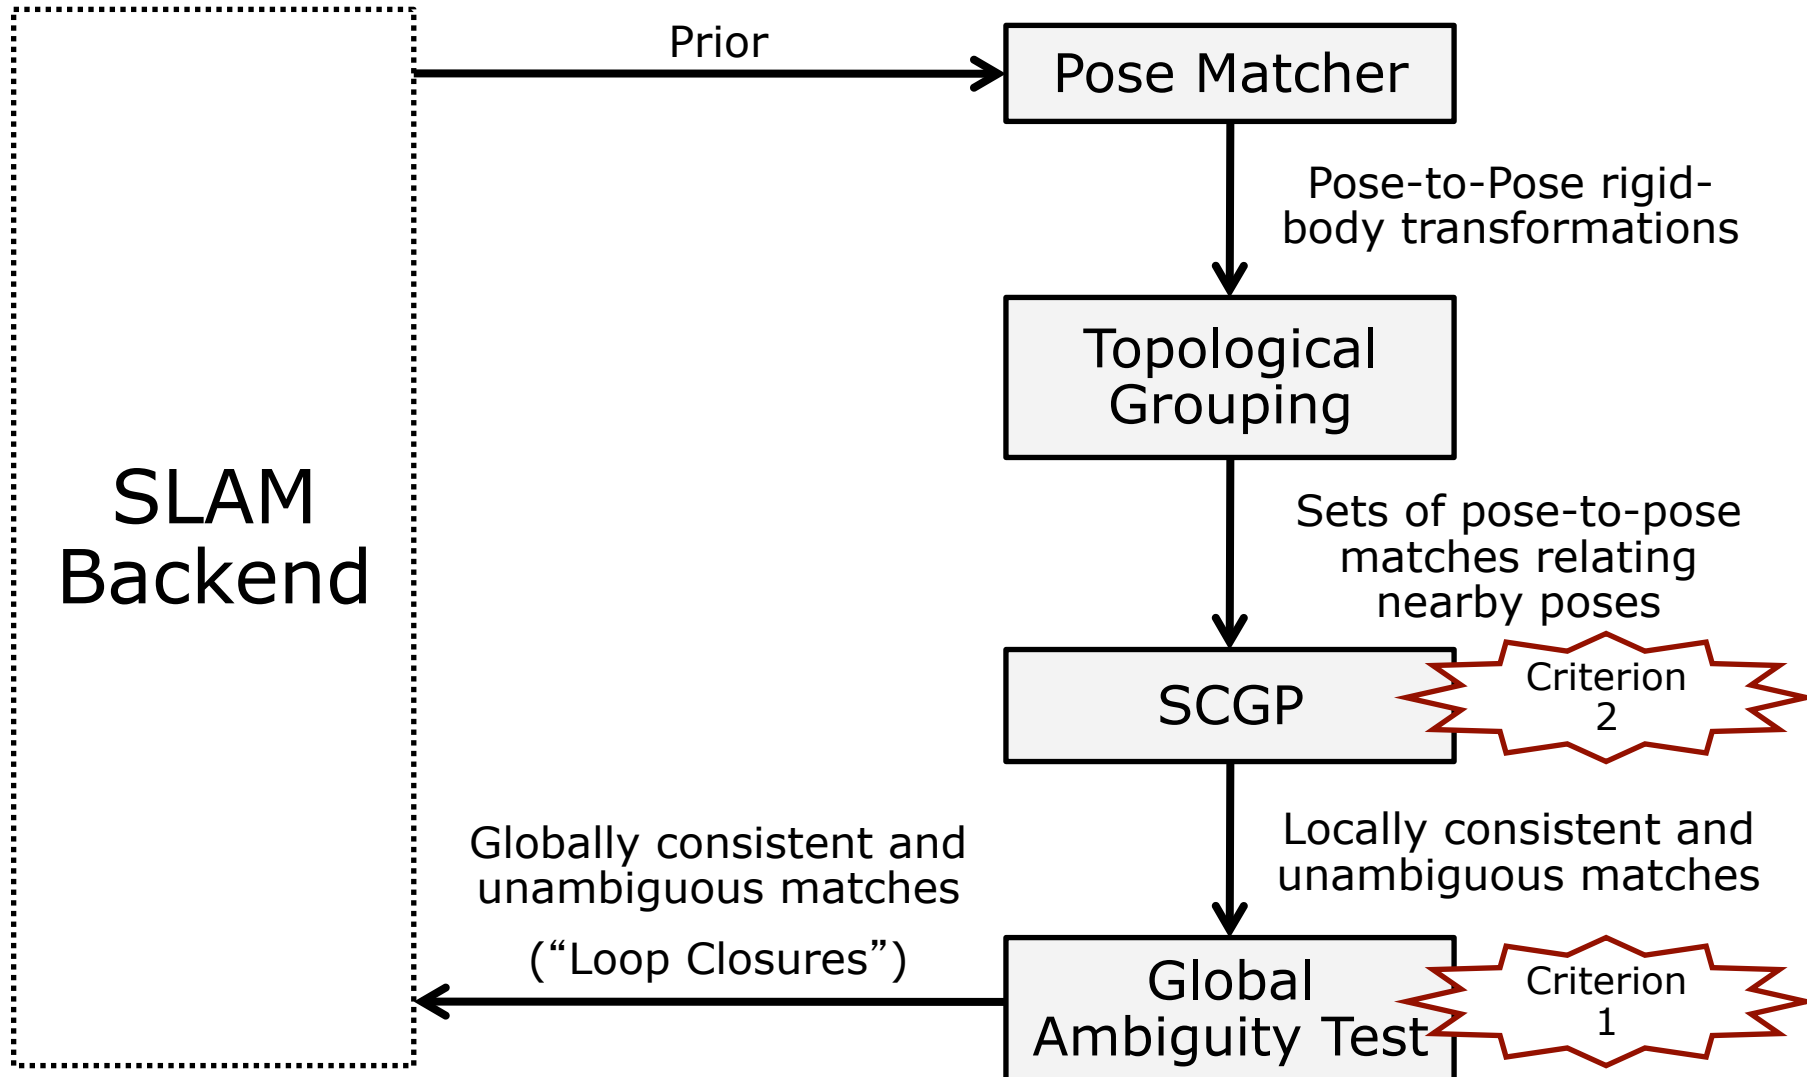 Prior
Pose Matcher
Pose-to-Pose rigid-
body transformations
Topological
Grouping
SLAM
Backend
Sets of pose-to-pose
matches relating
nearby poses
SCGP
Criterion
2
Locally consistent and
unambiguous matches
Globally consistent and
unambiguous matches
(“Loop Closures”)
Global
Ambiguity Test
Criterion
1